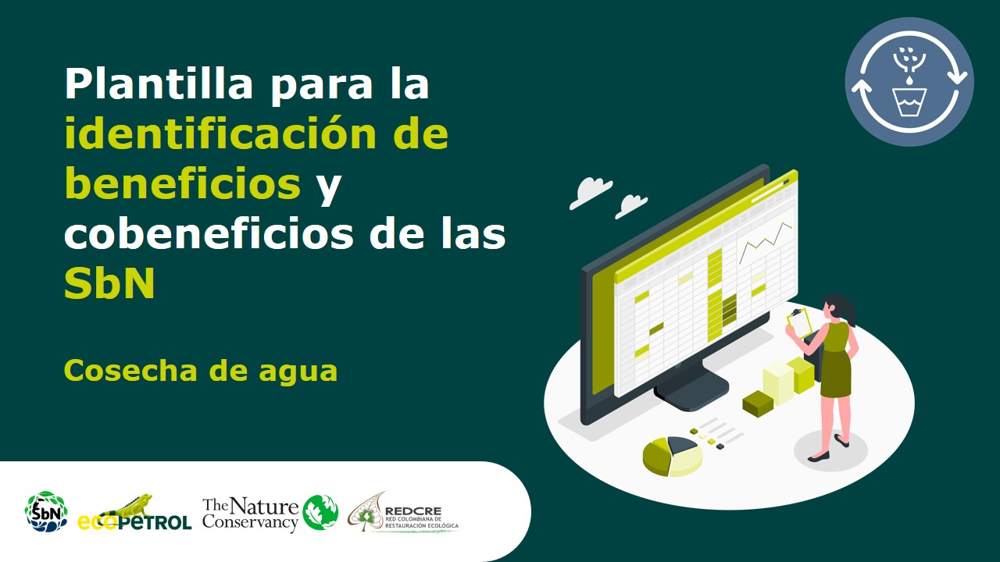 Plantilla para la
identificación de
beneficios y
cobeneficios de las
SbN
Cosecha de agua
SbN
ecoPETROL
The Nature
Conservancy
REDCRE
RED COLOMBIANA DE
RESTAURACIÓN ECOLÓGICA